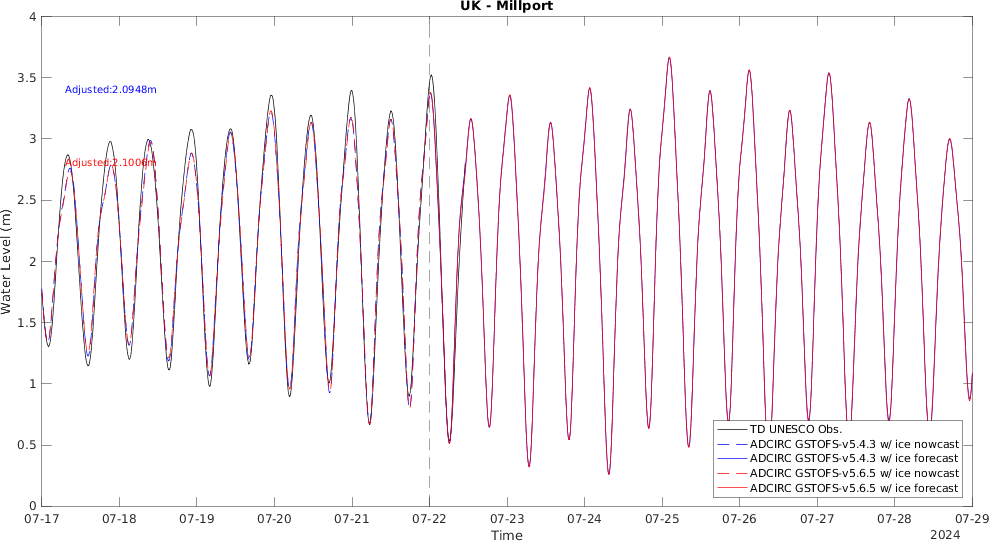 UK - Millport
4
3.5
3
2.5
2
1.5
1
0.5
0
Water Level (m)
Adjusted:2.0948m
Adjusted:2.1006m
TD UNESCO Obs.
ADCIRC GSTOFS-v5.4.3 w/ ice nowcast
ADCIRC GSTOFS-v5.4.3 w/ ice forecast
ADCIRC GSTOFS-v5.6.5 w/ ice nowcast
ADCIRC GSTOFS-v5.6.5 w/ ice forecast
07-17 07-18 07-19 07-20 07-21 07-22 07-23 07-24 07-25 07-26 07-27 07-28 07-29
Time
2024